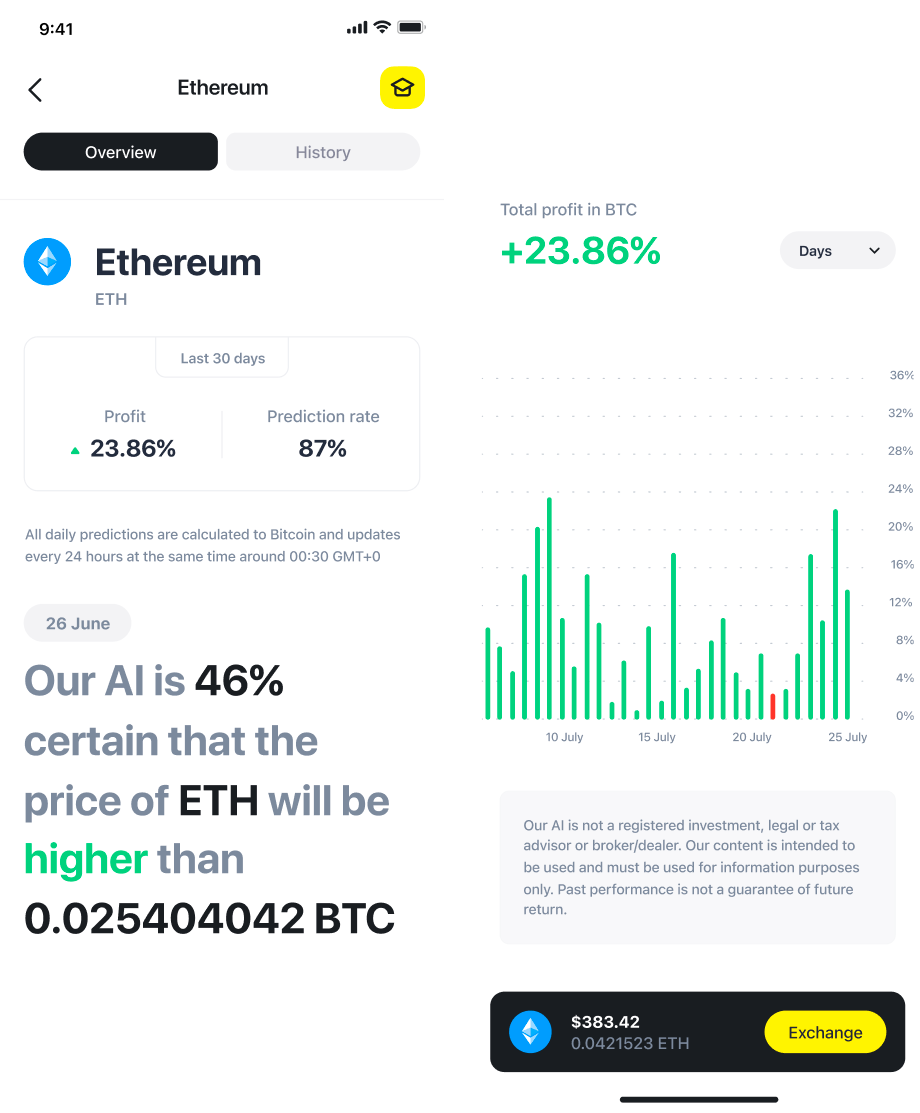 9:41
Ethereum
Overview
History
Ethereum
ETH
Last 30 days
Profit
Prediction rate
23.86%
87%
All daily predictions are calculated to Bitcoin and updates
every 24 hours at the same time around 00:30 GMT+0
26 June
Our AI is 46%
certain that the
price of ETH will be
higher than
0.025404042 BTC
Total profit in BTC
+23.86%
Days
36%
32%
28%
24%
20%
16%
12%
8%
4%
0%
10 July
15 July
20 July
25 July
Our AI is not a registered investment, legal or tax
advisor or broker/dealer. Our content is intended to
be used and must be used for information purposes
only. Past performance is not a guarantee of future
return.
$383.42
0.0421523 ETH
Exchange